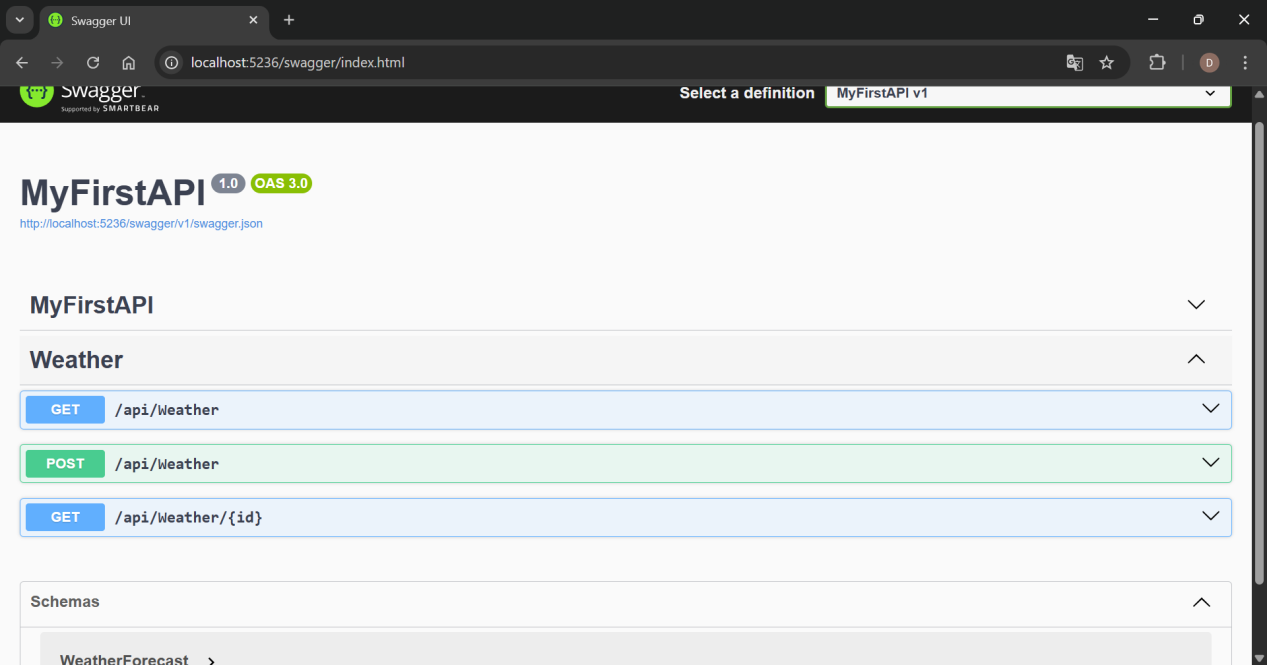 Swagger UI
localhost:5236/swagger/index.html
D
Swagger
Supported by SMARTBEAR
Select a definition
MyFirstAPI v1
MyFirstAPI 1.0 OAS 3.0
http://localhost:5236/swagger/v1/swagger.json
MyFirstAPI
Weather
GET /api/Weather
POST /api/Weather
GET /api/Weather/{id}
Schemas
WeatherForecast